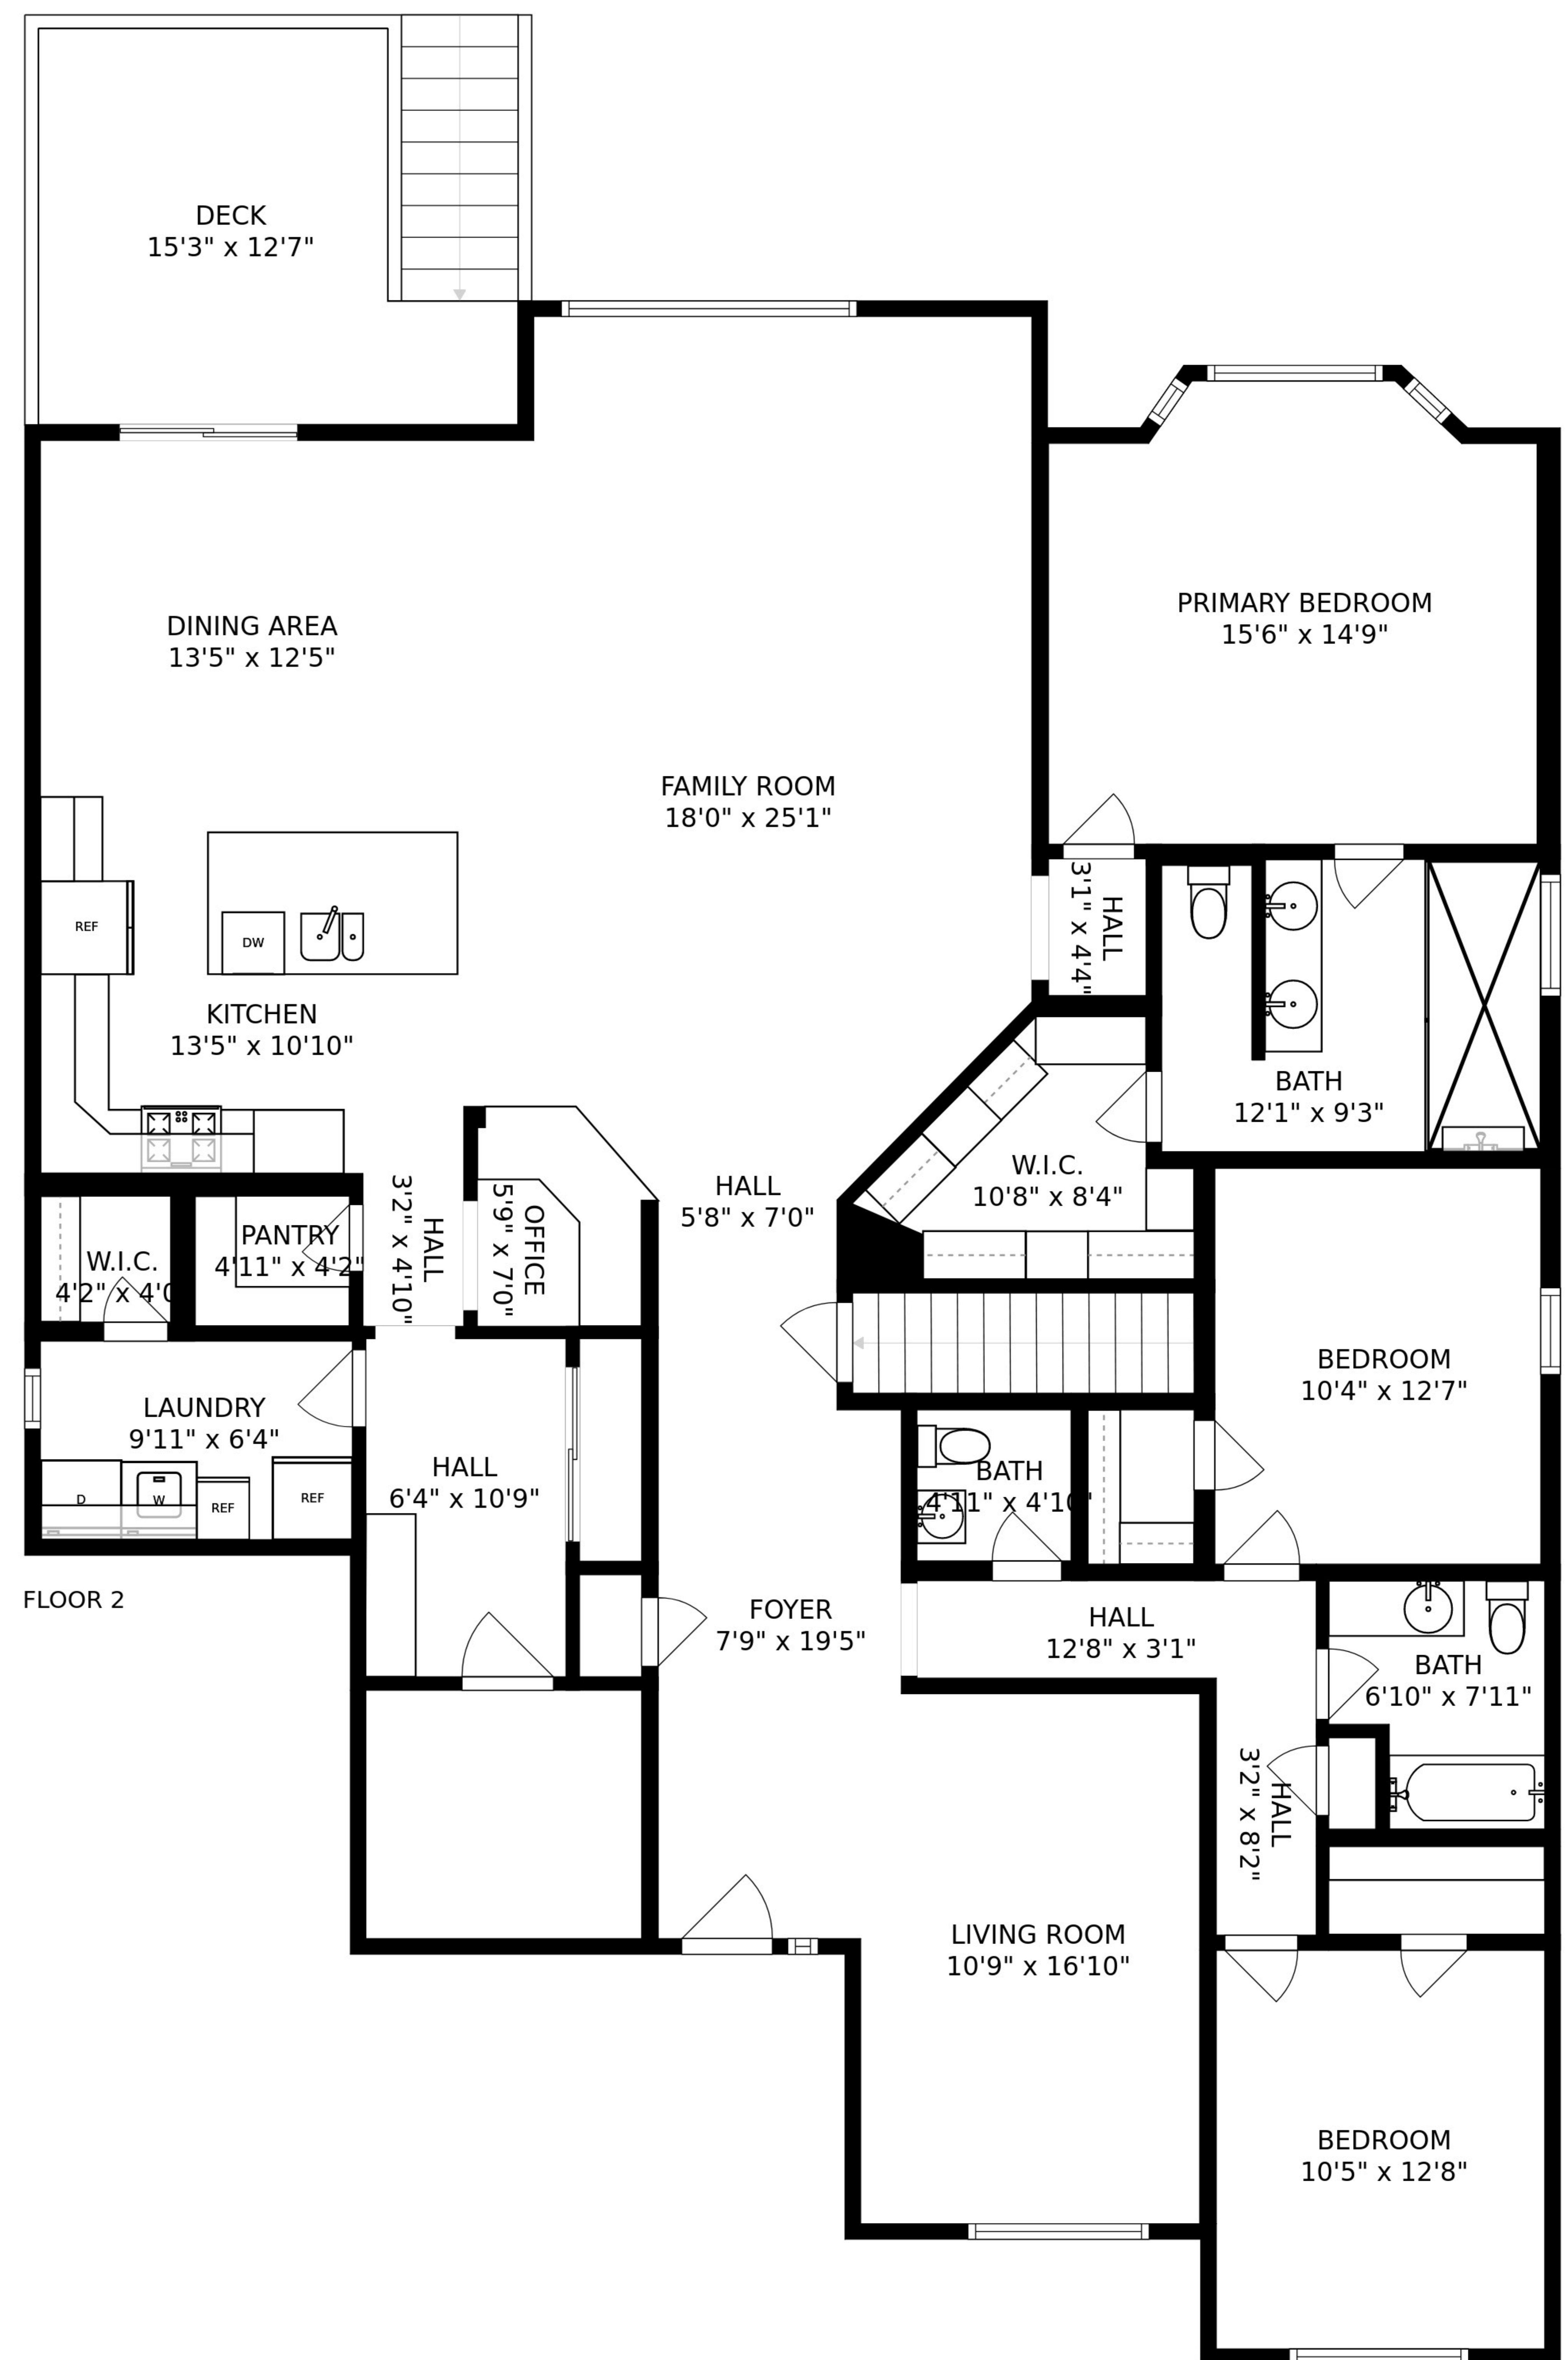 DECK
15'3" x 12'7"
DINING AREA
13'5" x 12'5"
PRIMARY BEDROOM
15'6" x 14'9"
FAMILY ROOM
18'0" x 25'1"
REF
DW
HALL
3'1" x 4'4"
KITCHEN
13'5" x 10'10"
BATH
12'1" x 9'3"
W.I.C.
10'8" x 8'4"
HALL
5'8" x 7'0"
OFFICE
5'9" x 7'0"
HALL
3'2" x 4'10"
PANTRY
4'11" x 4'2"
W.I.C.
4'2" x 4'0
BEDROOM
10'4" x 12'7"
LAUNDRY
9'11" x 6'4"
D
W
REF
REF
HALL
6'4" x 10'9"
BATH
4'11" x 4'10"
FLOOR 2
FOYER
7'9" x 19'5"
HALL
12'8" x 3'1"
BATH
6'10" x 7'11"
HALL
3'2" x 8'2"
LIVING ROOM
10'9" x 16'10"
BEDROOM
10'5" x 12'8"